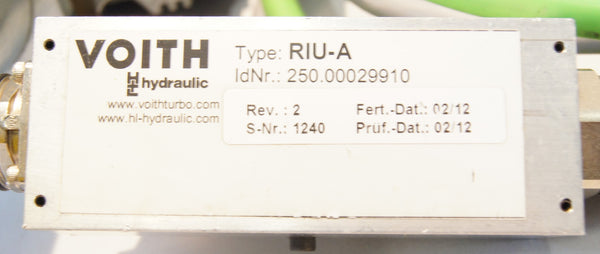 VOITH
HL hydraulic
www.voithturbo.com
www.hl-hydraulic.com
Type: RIU-A
IdNr.: 250.00029910
Rev. : 2 Fert.-Dat.: 02/12
S-Nr.: 1240 Prüf.-Dat.: 02/12